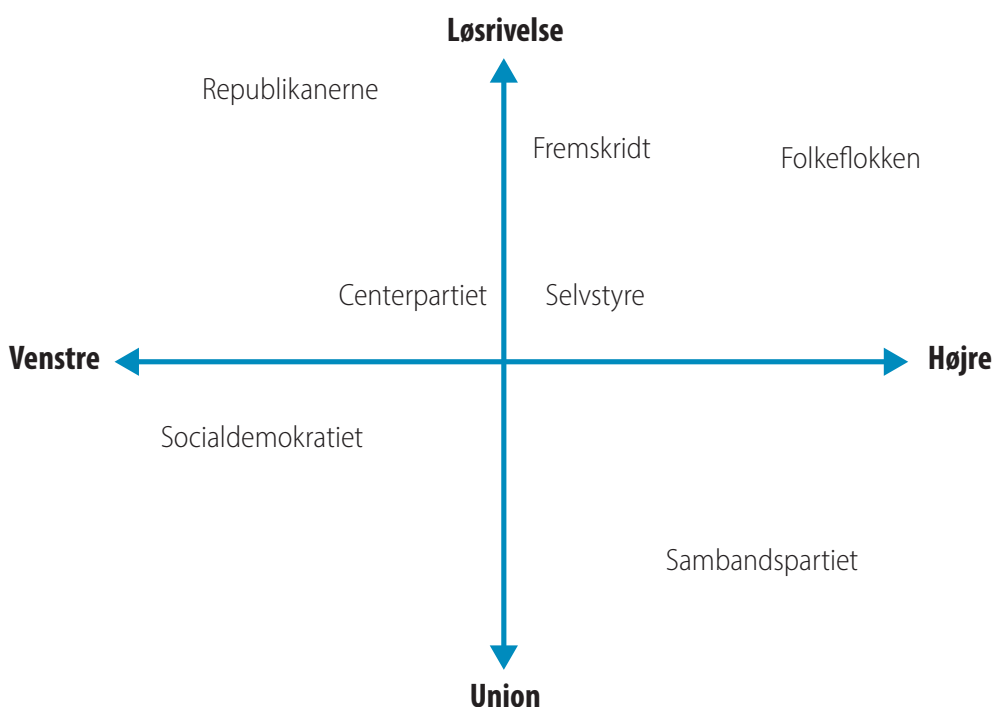 Løsrivelse
Republikanerne
Fremskridt
Folkeflokken
Centerpartiet
Selvstyre
Venstre
Højre
Socialdemokratiet
Sambandspartiet
Union